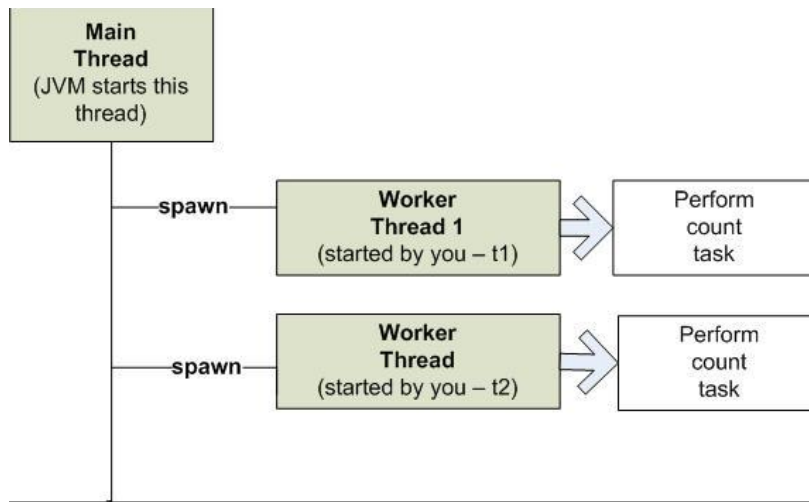 Main
Thread
(JVM starts this
thread)
spawn
Worker
Thread 1
(started by you – t1)
Perform
count
task
spawn
Worker
Thread
(started by you – t2)
Perform
count
task